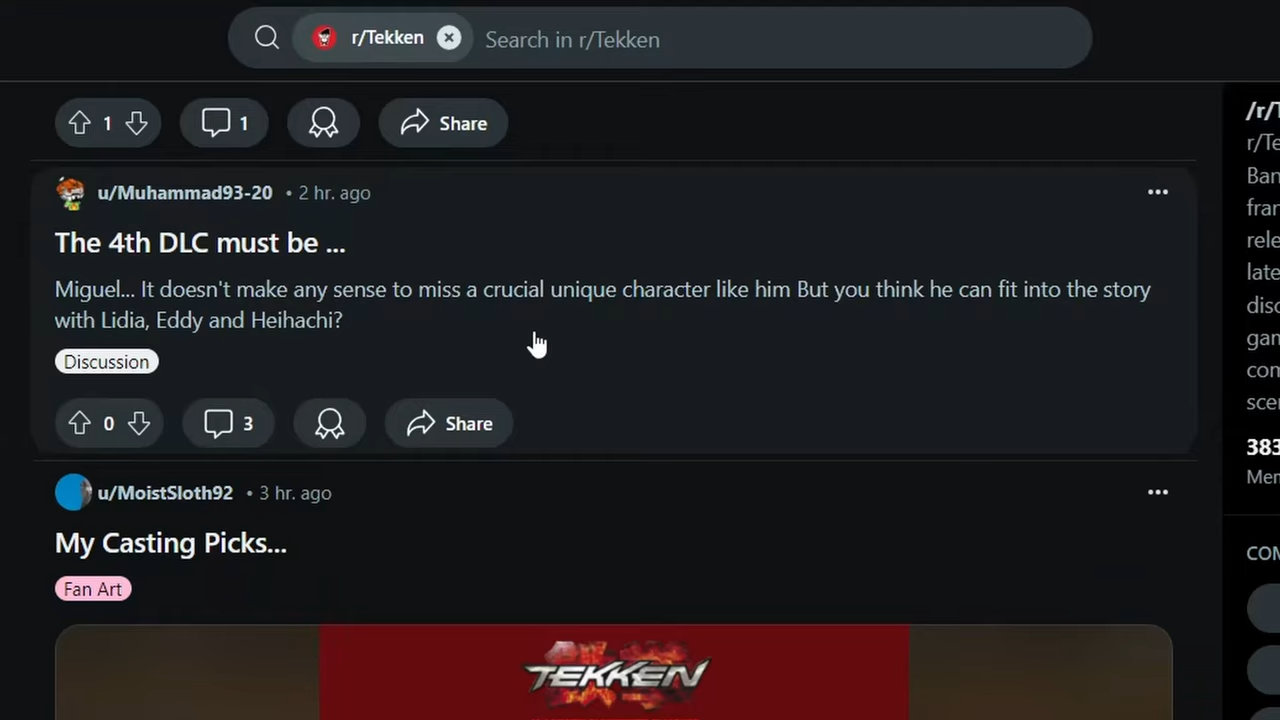 r/Tekken Search in r/Tekken
1 1 Share
u/Muhammad93-20 • 2 hr. ago
The 4th DLC must be ...
Miguel... It doesn't make any sense to miss a crucial unique character like him But you think he can fit into the story
with Lidia, Eddy and Heihachi?
Discussion
0 3 Share
u/MoistSloth92 • 3 hr. ago
My Casting Picks...
Fan Art
TEKKEN
383